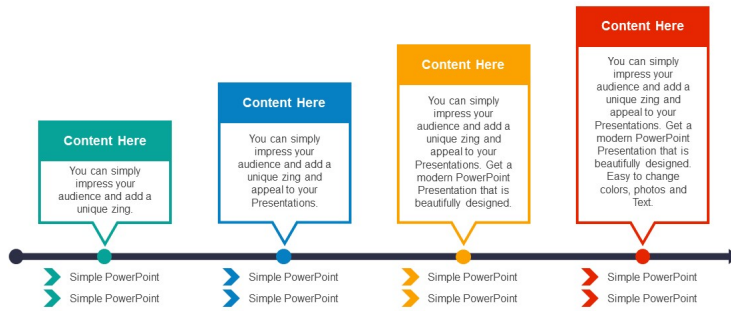 Content Here
You can simply
impress your
audience and add a
unique zing.
Content Here
You can simply
impress your
audience and add a
unique zing and
appeal to your
Presentations.
Content Here
You can simply
impress your
audience and add a
unique zing and
appeal to your
Presentations. Get a
modern PowerPoint
Presentation that is
beautifully designed.
Content Here
You can simply
impress your
audience and add a
unique zing and
appeal to your
Presentations. Get a
modern PowerPoint
Presentation that is
beautifully designed.
Easy to change
colors, photos and
Text.
Simple PowerPoint
Simple PowerPoint
Simple PowerPoint
Simple PowerPoint
Simple PowerPoint
Simple PowerPoint
Simple PowerPoint
Simple PowerPoint